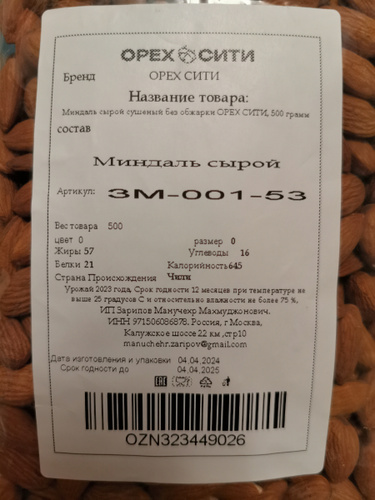 ОРЕХ СИТИ
Бренд ОРЕХ СИТИ
Название товара:
Миндаль сырой сушеный без обжарки ОРЕХ СИТИ, 500 грамм
состав
Миндаль сырой
Артикул: ЗМ-001-53
Вес товара 500
цвет 0 размер 0
Жиры 57 Углеводы 16
Белки 21 Калорийность 645
Страна Происхождения Чили
Урожай 2023 года, Срок годности 12 месяцев при температуре не
выше 25 градусов С и относительно влажности не более 75 %,
ИП Зарипов Манучехр Махмуджонович.
ИНН 971506086878. Россия, г Москва,
Калужское шоссе 22 км ,стр10
manuchehr.zaripov@gmail.com
Дата изготовления и упаковки 04.04.2024
Срок годности до 04.04.2025
EAC
OZN323449026